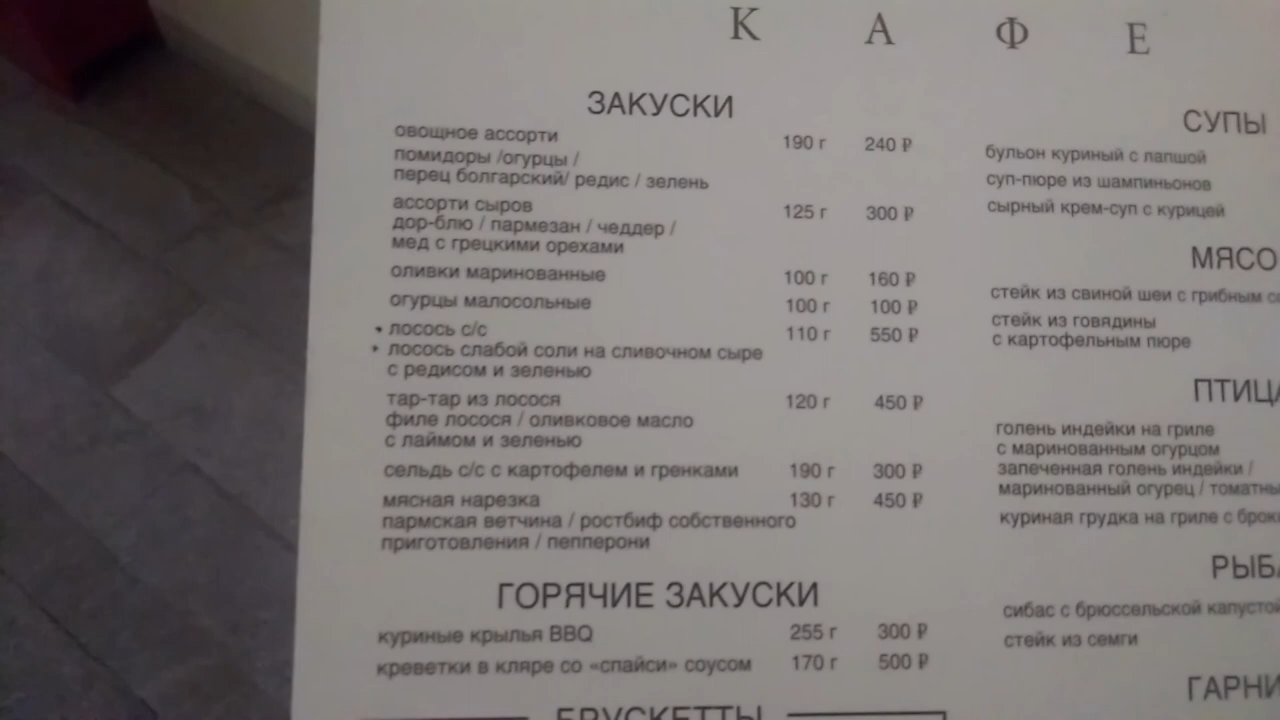 К А Ф Е
ЗАКУСКИ
овощное ассорти 190 г 240 ₽
помидоры /огурцы /
перец болгарский/ редис / зелень
ассорти сыров 125 г 300 ₽
дор-блю / пармезан / чеддер /
мед с грецкими орехами
оливки маринованные 100 г 160 ₽
огурцы малосольные 100 г 100 ₽
лосось с/с 110 г 550 ₽
лосось слабой соли на сливочном сыре
с редисом и зеленью
тар-тар из лосося 120 г 450 ₽
филе лосося / оливковое масло
с лаймом и зеленью
сельдь с/с с картофелем и гренками 190 г 300 ₽
мясная нарезка 130 г 450 ₽
пармская ветчина / ростбиф собственного
приготовления / пепперони
ГОРЯЧИЕ ЗАКУСКИ
куриные крылья BBQ 255 г 300 ₽
креветки в кляре со «спайси» соусом 170 г 500 ₽
БРУСКЕТТЫ
СУПЫ
бульон куриный с лапшой
суп-пюре из шампиньонов
сырный крем-суп с курицей
МЯСО
стейк из свиной шеи с грибным
стейк из говядины
с картофельным пюре
ПТИЦА
голень индейки на гриле
с маринованным огурцом
запеченная голень индейки /
маринованный огурец /
куриная грудка на гриле с
РЫБА
сибас с брюссельской капустой
стейк из семги